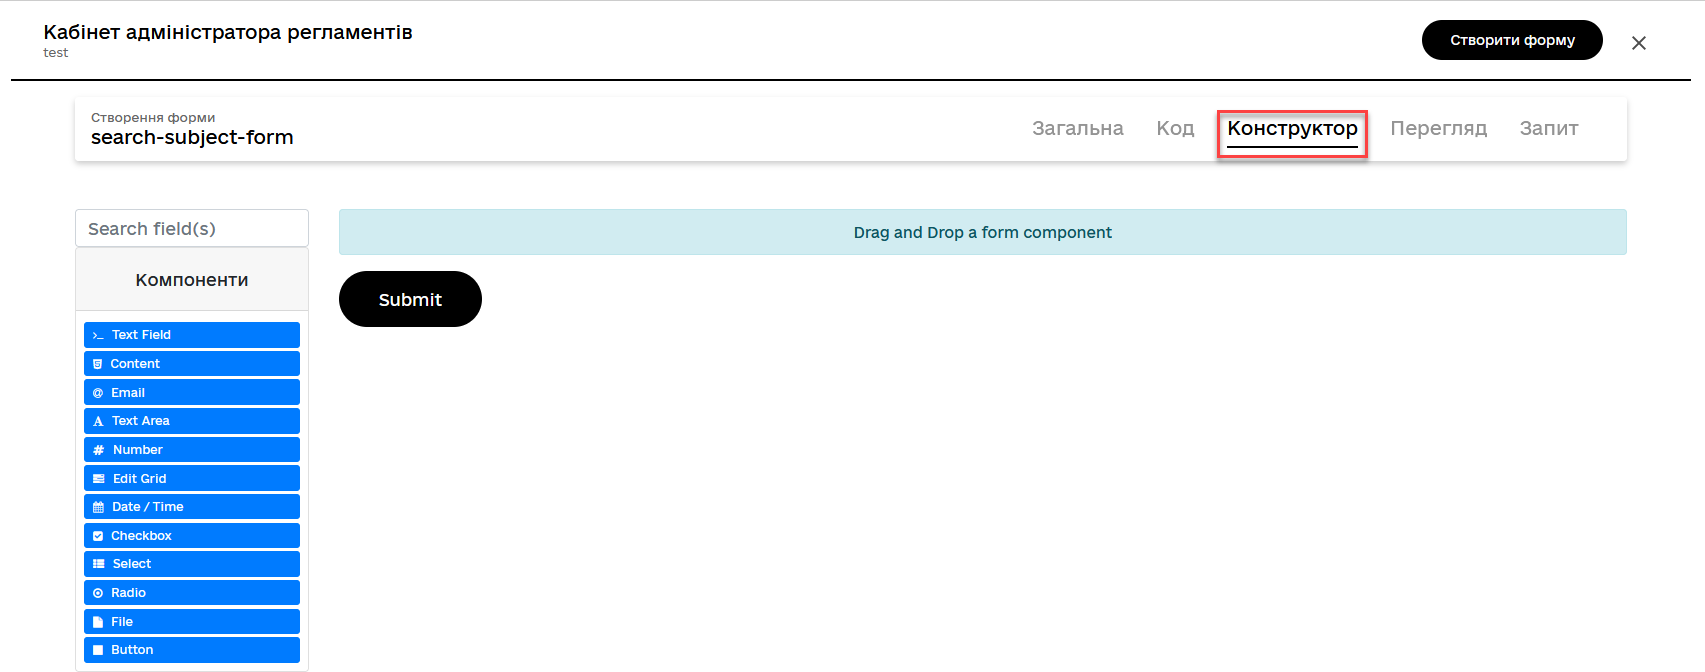 Кабінет адміністратора регламентів
test
Створити форму
Створення форми
search-subject-form
Загальна
Код
Конструктор
Перегляд
Запит
Search field(s)
Компоненти
Text Field
Content
Email
Text Area
Number
Edit Grid
Date / Time
Checkbox
Select
Radio
File
Button
Drag and Drop a form component
Submit